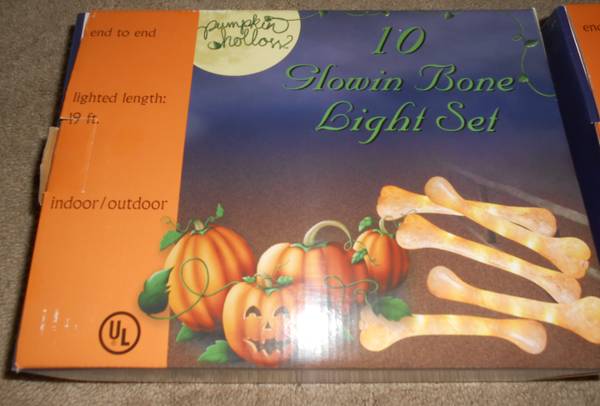 end to end
lighted length:
19 ft.
indoor/outdoor
UL
pumpkin
hollow
10
Glowin Bone
Light Set